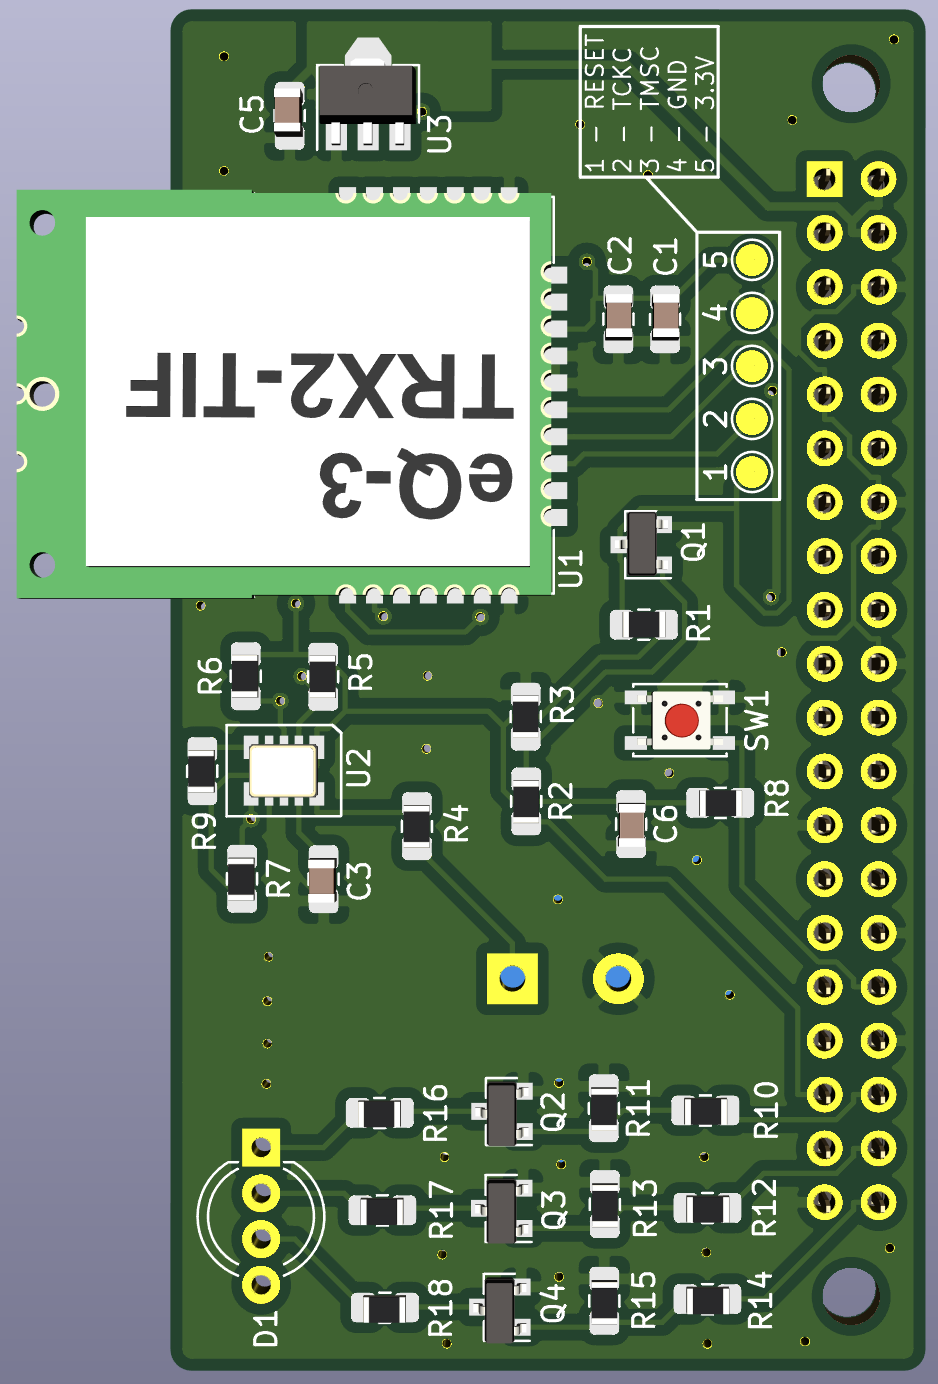 1 – RESET
2 – TCKC
3 – TMSC
4 – GND
5 – 3.3V
C5
U3
C2
C1
5
4
3
2
1
eQ-3
TRX2-TIF
U1
Q1
R1
R6
R5
R3
SW1
U2
R9
R4
R2
C6
R8
R7
C3
R16
Q2
R11
R10
R17
Q3
R13
R12
R18
Q4
R15
R14
D1